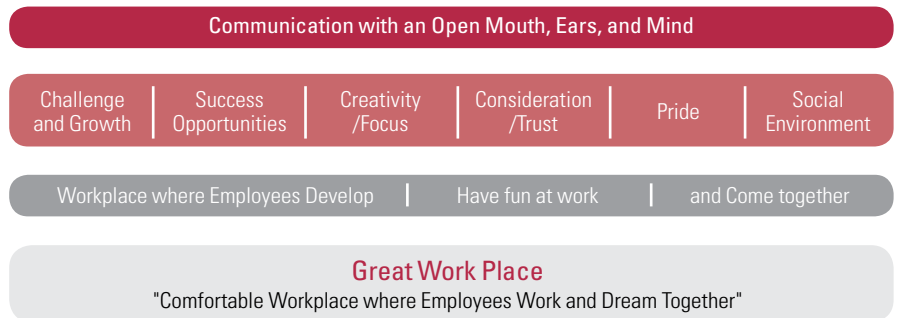 Communication with an Open Mouth, Ears, and Mind
Challenge
and Growth
Success
Opportunities
Creativity
/Focus
Consideration
/Trust
Pride
Social
Environment
Workplace where Employees Develop
Have fun at work
and Come together
Great Work Place
"Comfortable Workplace where Employees Work and Dream Together"